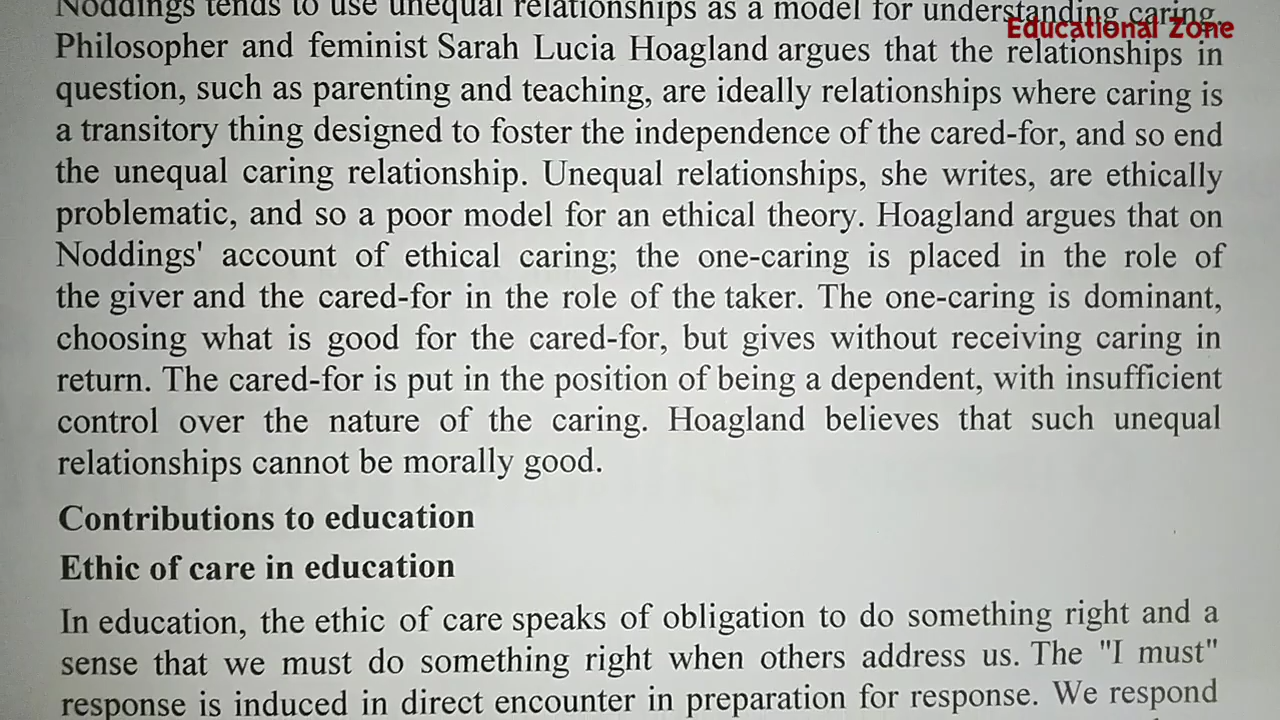 Noddings tends to use unequal relationships as a model for understanding caring.
Educational Zone
Philosopher and feminist Sarah Lucia Hoagland argues that the relationships in
question, such as parenting and teaching, are ideally relationships where caring is
a transitory thing designed to foster the independence of the cared-for, and so end
the unequal caring relationship. Unequal relationships, she writes, are ethically
problematic, and so a poor model for an ethical theory. Hoagland argues that on
Noddings' account of ethical caring; the one-caring is placed in the role of
the giver and the cared-for in the role of the taker. The one-caring is dominant,
choosing what is good for the cared-for, but gives without receiving caring in
return. The cared-for is put in the position of being a dependent, with insufficient
control over the nature of the caring. Hoagland believes that such unequal
relationships cannot be morally good.
Contributions to education
Ethic of care in education
In education, the ethic of care speaks of obligation to do something right and a
sense that we must do something right when others address us. The "I must"
response is induced in direct encounter in preparation for response. We respond